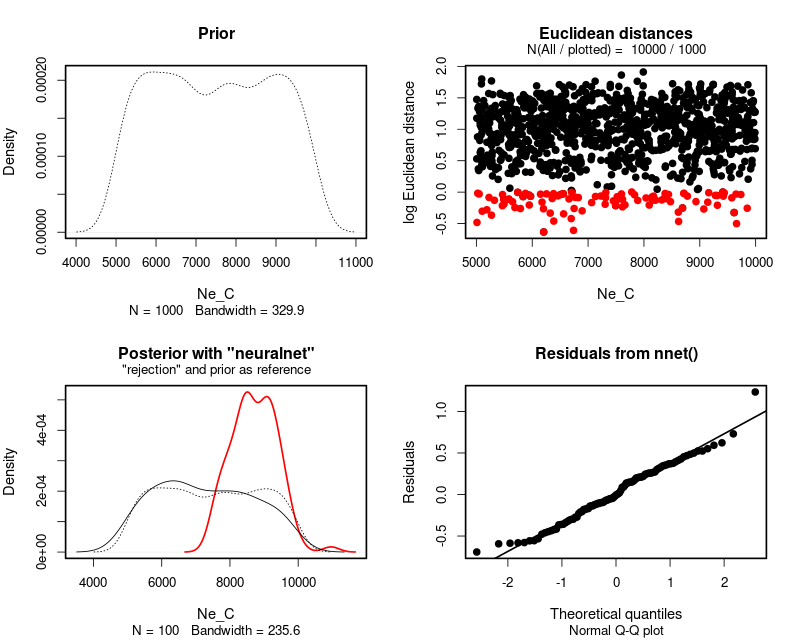 Prior
Density
0.00000
0.00010
0.00020
4000 5000 6000 7000 8000 9000 11000
Ne_C
N = 1000 Bandwidth = 329.9
Euclidean distances
N(All / plotted) = 10000 / 1000
log Euclidean distance
-0.5 0.0 0.5 1.0 1.5 2.0
5000 6000 7000 8000 9000 10000
Ne_C
Posterior with "neuralnet"
"rejection" and prior as reference
Density
0e+00 2e-04 4e-04
4000 6000 8000 10000
Ne_C
N = 100 Bandwidth = 235.6
Residuals from nnet()
Residuals
-0.5 0.0 0.5 1.0
-2 -1 0 1 2
Theoretical quantiles
Normal Q-Q plot